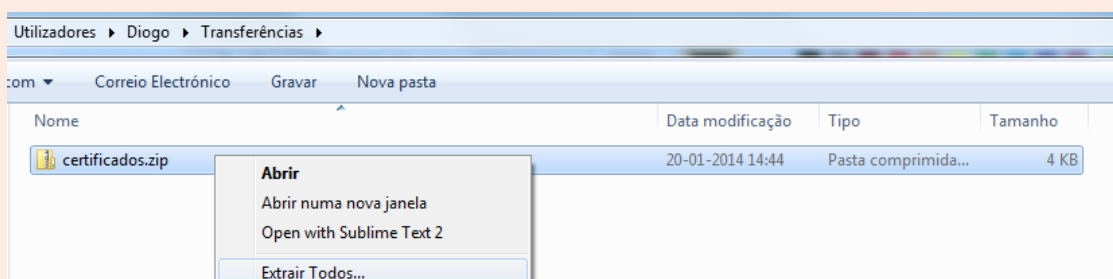 Utilizadores ▸ Diogo ▸ Transferências ▸
com Correio Electrónico Gravar Nova pasta
Nome Data modificação Tipo Tamanho
certificados.zip 20-01-2014 14:44 Pasta comprimida... 4 KB
Abrir
Abrir numa nova janela
Open with Sublime Text 2
Extrair Todos...